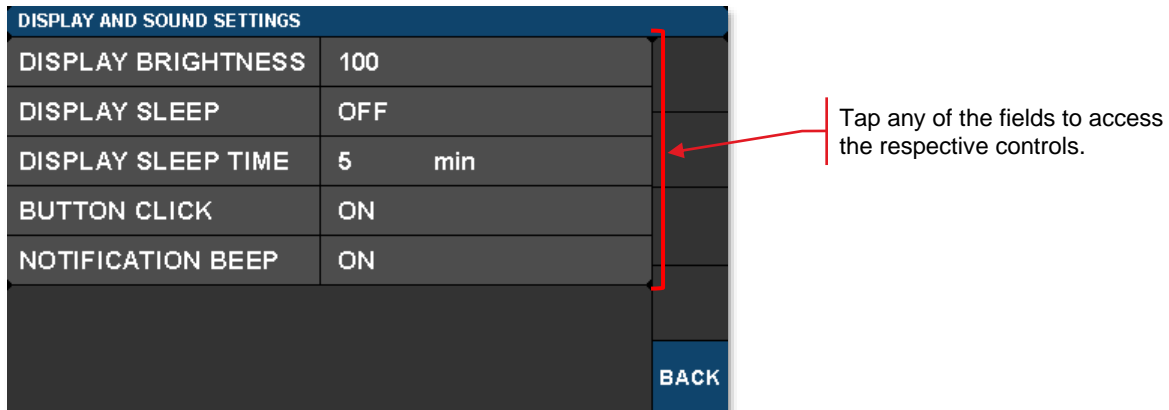 DISPLAY AND SOUND SETTINGS
DISPLAY BRIGHTNESS 100
DISPLAY SLEEP OFF
DISPLAY SLEEP TIME 5 min
BUTTON CLICK ON
NOTIFICATION BEEP ON
BACK
Tap any of the fields to access
the respective controls.